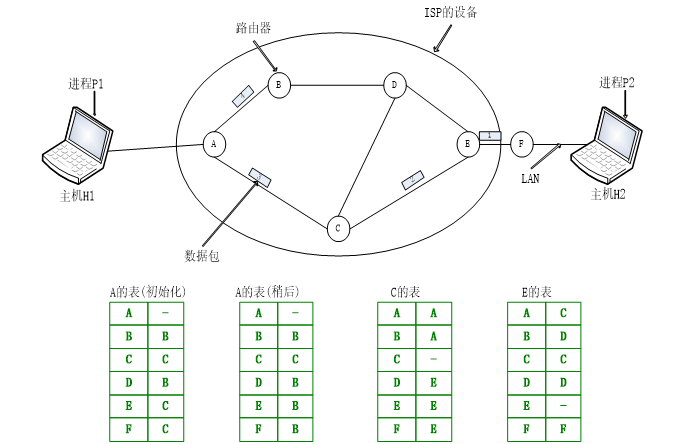 ISP的设备
路由器
进程P1
进程P2
B
D
4
A
E
1
F
3
2
LAN
主机H1
主机H2
C
数据包
A的表(初始化) A的表(稍后) C的表 E的表
A — A — A A A C
B B B B B A B D
C C C C C — C C
D B D B D E D D
E C E B E E E —
F C F B F E F F